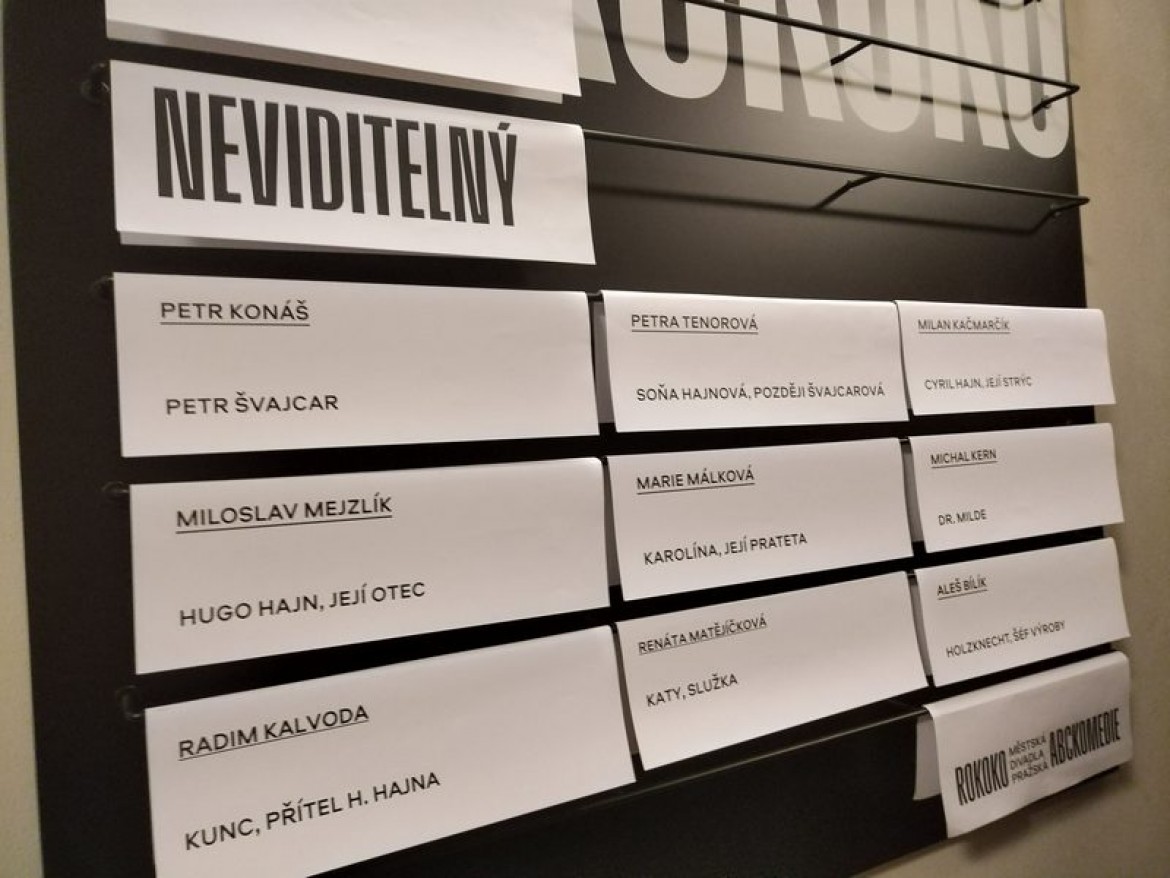 ROKOKO
NEVIDITELNÝ
PETR KONÁŠ
PETR ŠVAJCAR
PETRA TENOROVÁ
SOŇA HAJNOVÁ, POZDĚJI ŠVAJCAROVÁ
MILAN KAČMARČÍK
CYRIL HAJN, JEJÍ STRÝC
MILOSLAV MEJZLÍK
HUGO HAJN, JEJÍ OTEC
MARIE MÁLKOVÁ
KAROLÍNA, JEJÍ PRATETA
MICHAL KERN
DR. MILDE
RADIM KALVODA
KUNC, PŘÍTEL H. HAJNA
RENÁTA MATĚJÍČKOVÁ
KATY, SLUŽKA
ALEŠ BÍLÍK
HOLZKNECHT, ŠÉF VÝROBY
ROKOKO
MĚSTSKÁ
DIVADLA
PRAŽSKÁ
ABCKOMEDIE